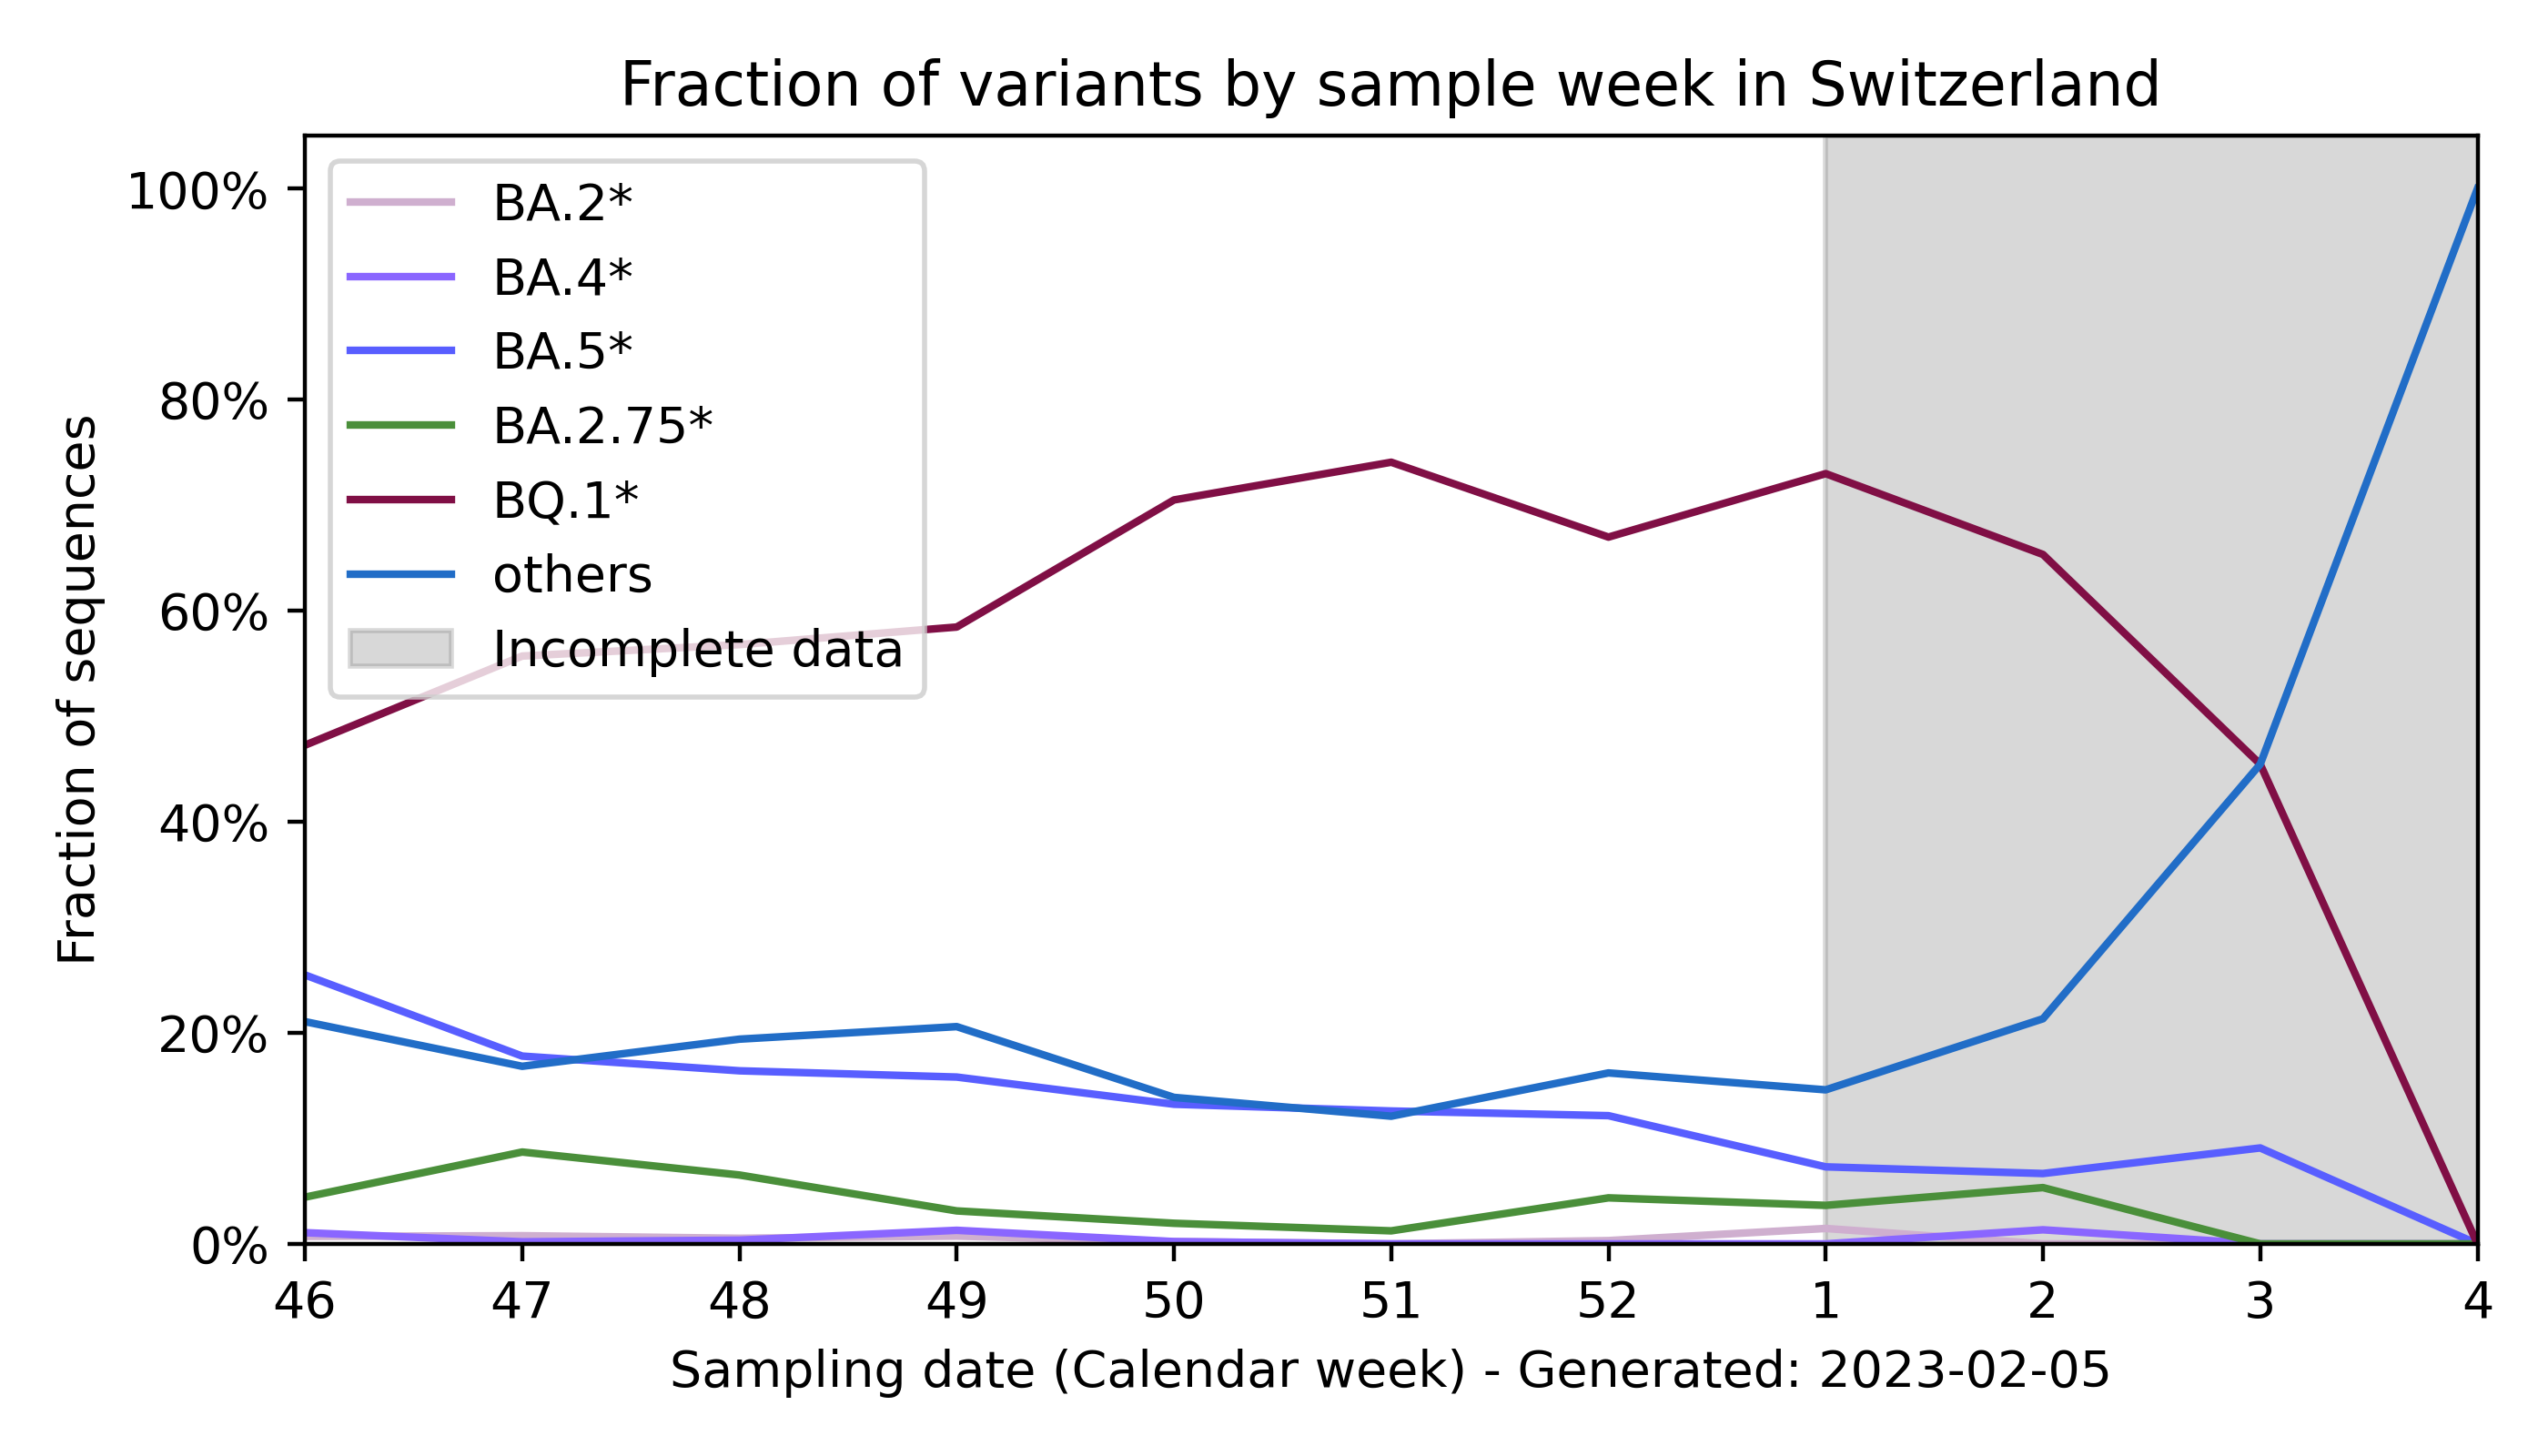 Fraction of variants by sample week in Switzerland
BA.2*
BA.4*
BA.5*
BA.2.75*
BQ.1*
others
Incomplete data
Fraction of sequences
100%
80%
60%
40%
20%
0%
46 47 48 49 50 51 52 1 2 3 4
Sampling date (Calendar week) - Generated: 2023-02-05